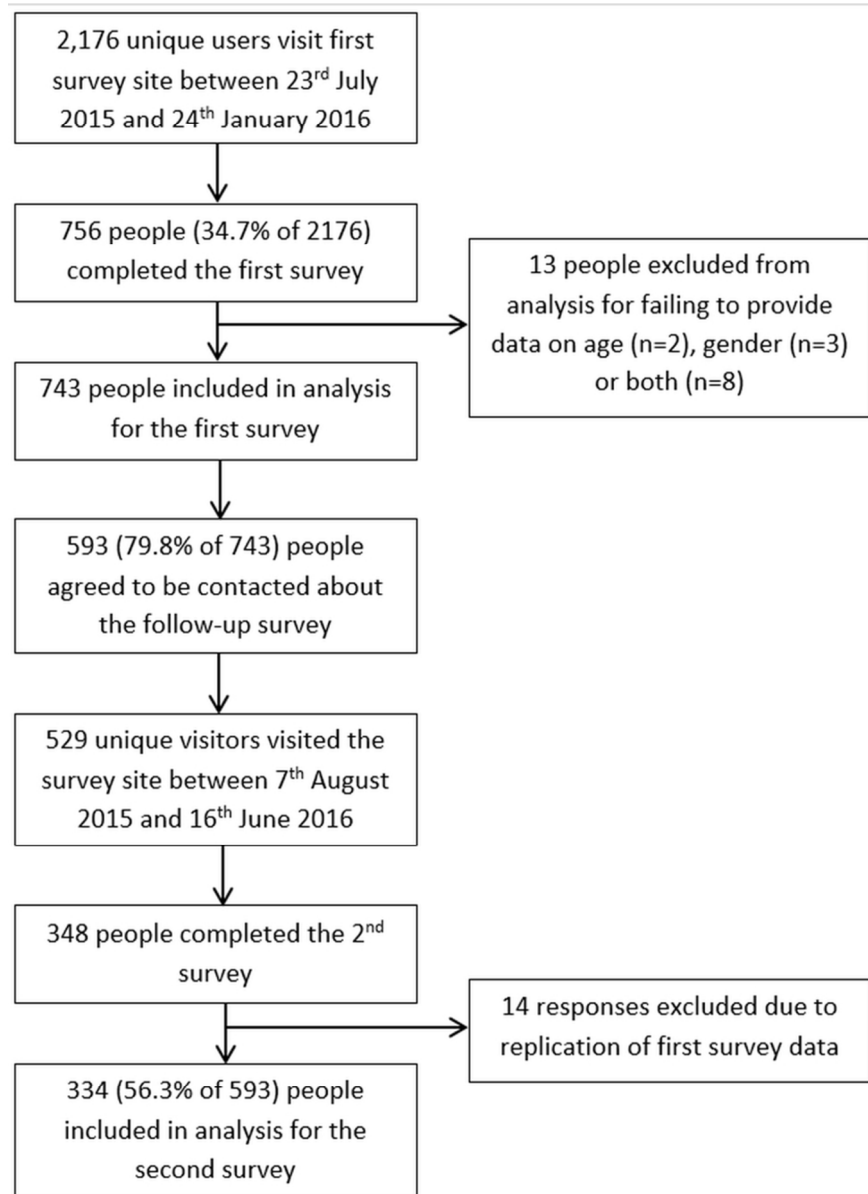 2,176 unique users visit first
survey site between 23rd July
2015 and 24th January 2016
756 people (34.7% of 2176)
completed the first survey
13 people excluded from
analysis for failing to provide
data on age (n=2), gender (n=3)
or both (n=8)
743 people included in analysis
for the first survey
593 (79.8% of 743) people
agreed to be contacted about
the follow-up survey
529 unique visitors visited the
survey site between 7th August
2015 and 16th June 2016
348 people completed the 2nd
survey
14 responses excluded due to
replication of first survey data
334 (56.3% of 593) people
included in analysis for the
second survey